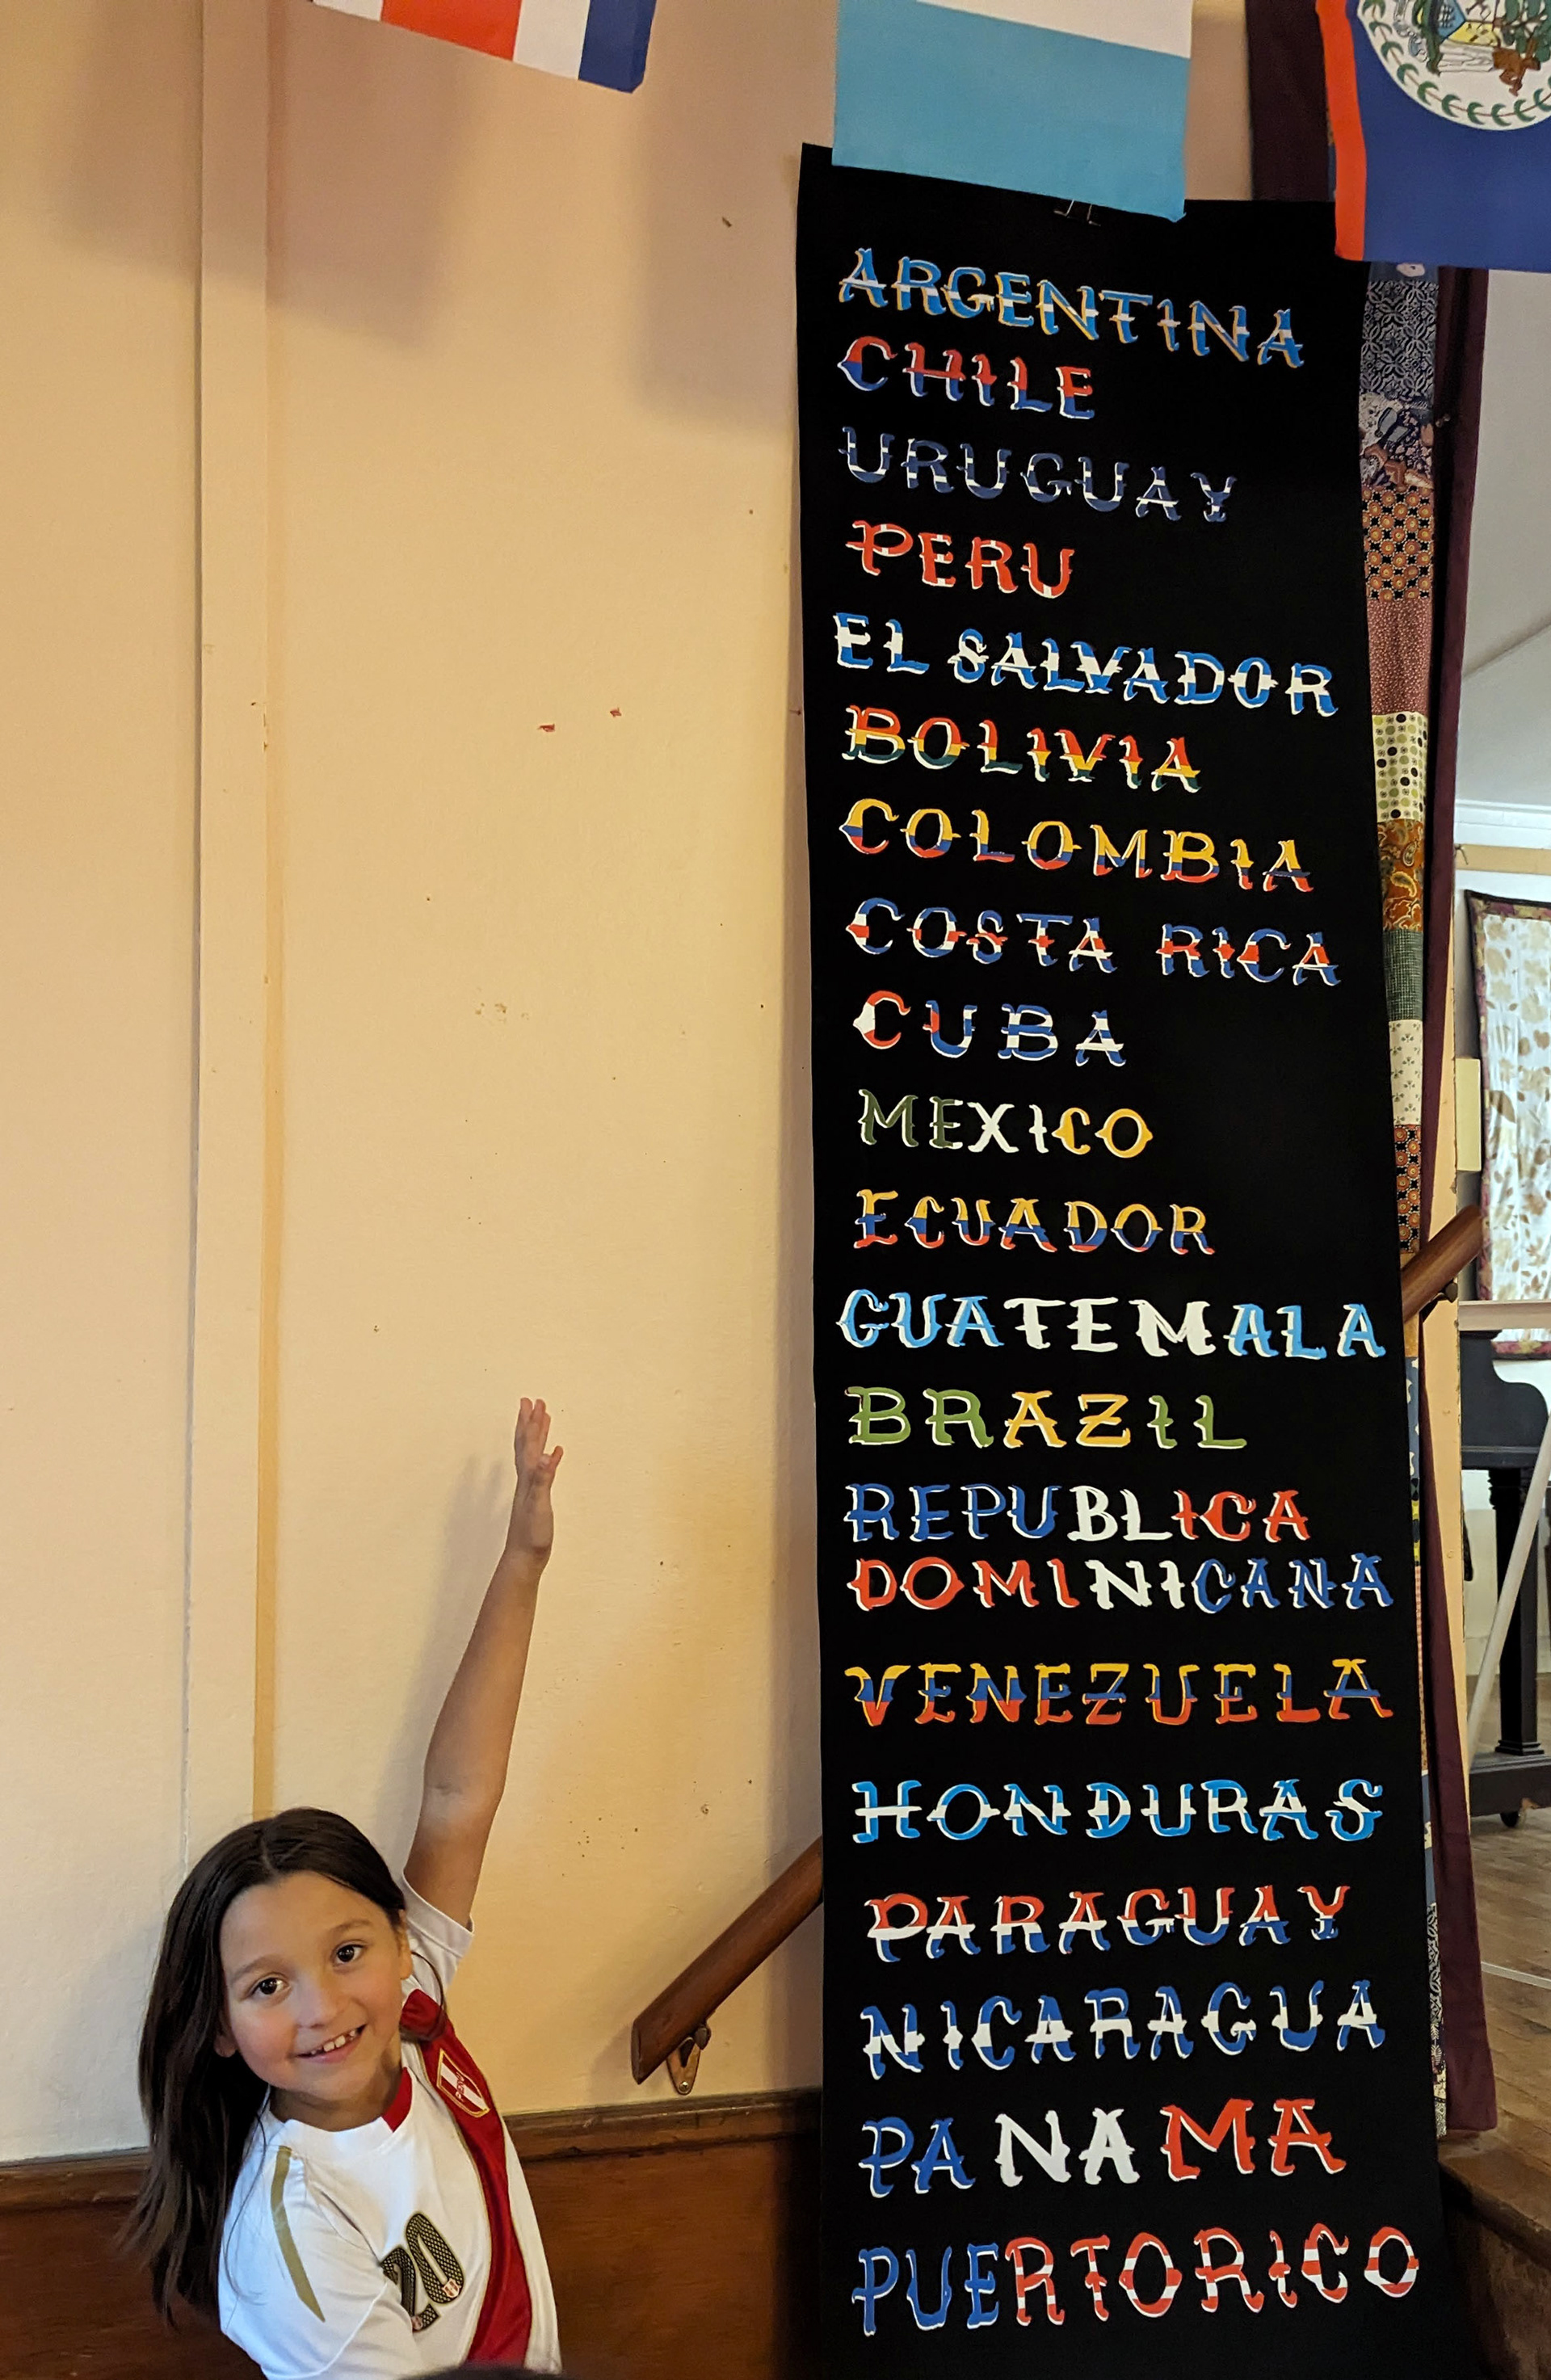 ARGENTINA
CHILE
URUGUAY
PERU
EL SALVADOR
BOLIVIA
COLOMBIA
COSTA RICA
CUBA
MEXICO
ECUADOR
GUATEMALA
BRAZIL
REPUBLICA
DOMINICANA
VENEZUELA
HONDURAS
PARAGUAY
NICARAGUA
PANAMA
PUERTORICO
20